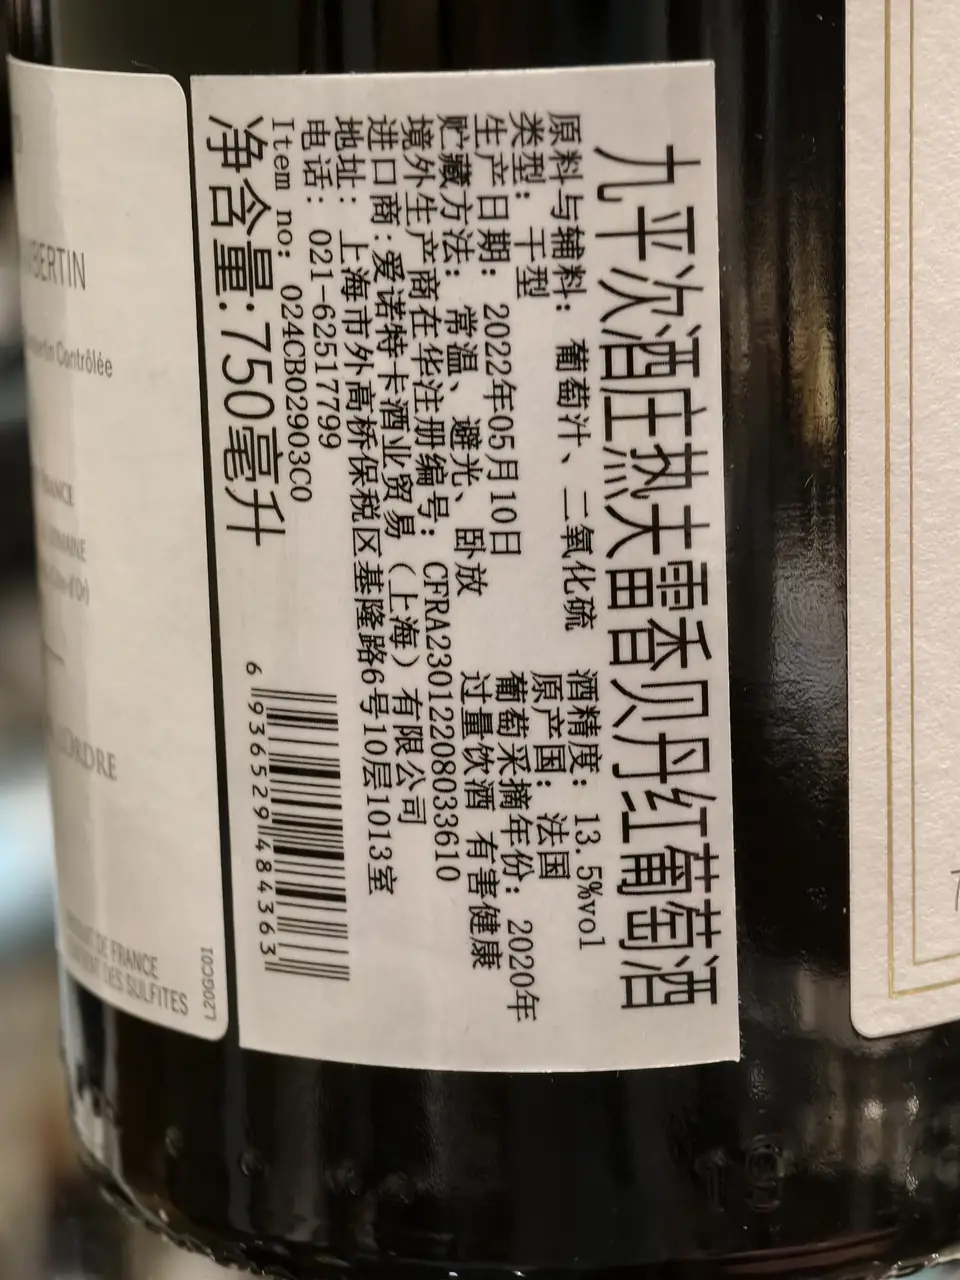 九平次酒庄热夫雷香贝丹红葡萄酒
原料与辅料： 葡萄汁、二氧化硫
酒精度： 13.5%vol
类型： 干型
原产国： 法国
生产日期： 2022年05月10日
葡萄采摘年份： 2020年
贮藏方法： 常温、避光、卧放
过量饮酒 有害健康
境外生产商在华注册编号： CFRA23012208033610
进口商:爱诺特卡酒业贸易（上海）有限公司
地址： 上海市外高桥保税区基隆路6号10层1013室
电话： 021-62517799
Item no: 024CB02903C0
净含量:750毫升
6 936529 484363
Contrôlée
DE FRANCE
DES SULFITES
L20GC01